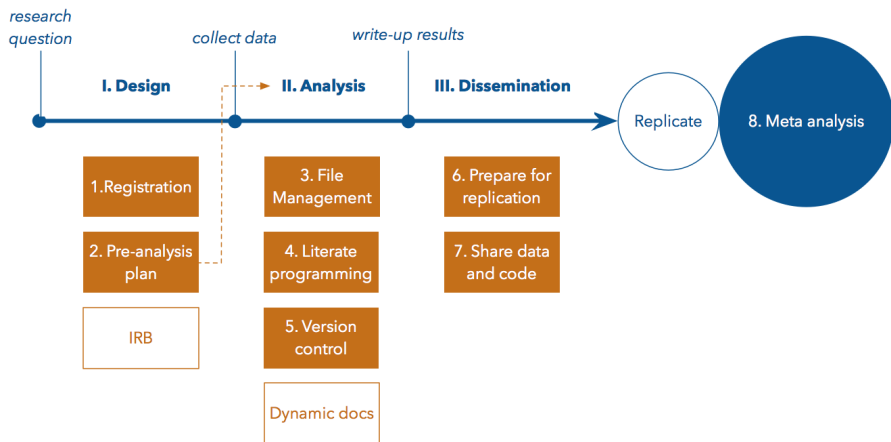 research
question
collect data
write-up results
I. Design
II. Analysis
III. Dissemination
Replicate
8. Meta analysis
1.Registration
2. Pre-analysis
plan
IRB
3. File
Management
4. Literate
programming
5. Version
control
Dynamic docs
6. Prepare for
replication
7. Share data
and code